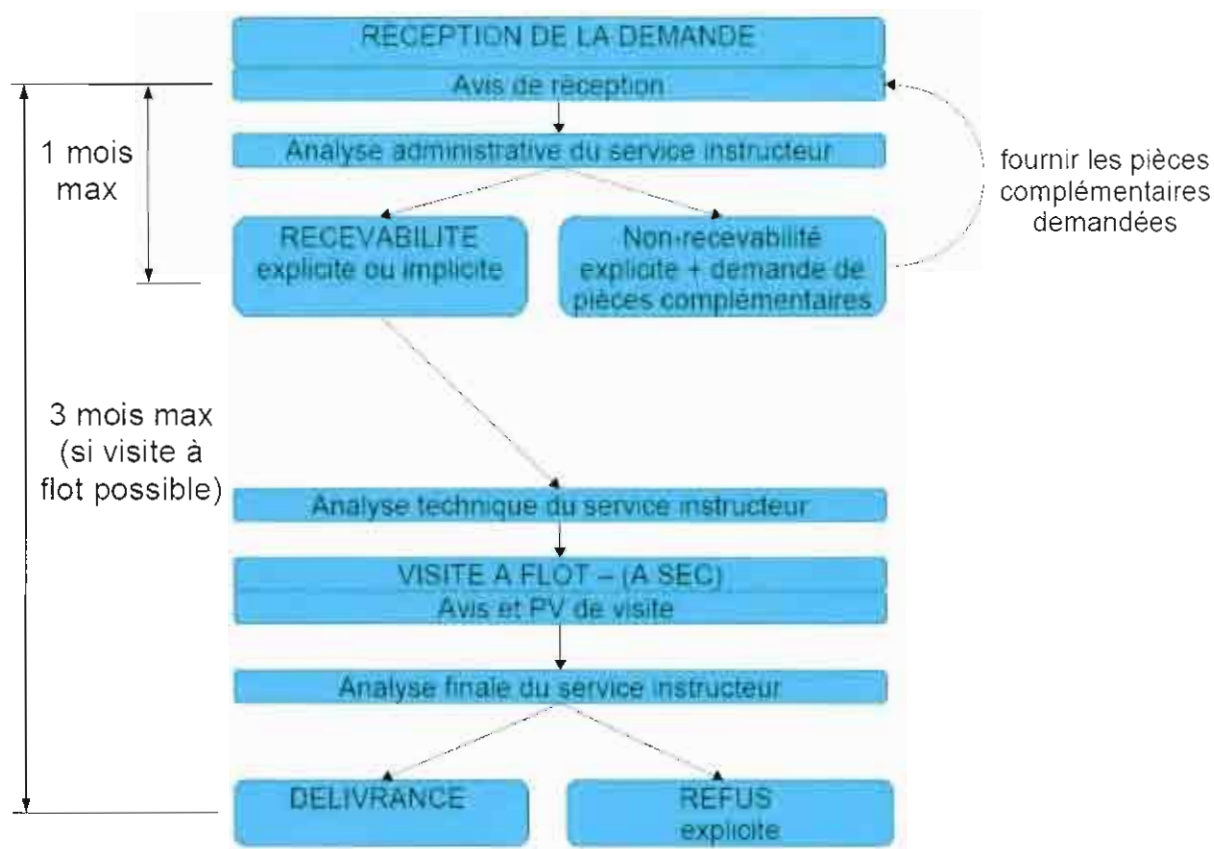 RECEPTION DE LA DEMANDE
Avis de réception
1 mois
max
Analyse administrative du service instructeur
fournir les pièces
complémentaires
demandées
RECEVABILITE
explicite ou implicite
Non-recevabilité
explicite + demande de
pièces complémentaires
3 mois max
(si visite à
flot possible)
Analyse technique du service instructeur
VISITE A FLOT – (A SEC)
Avis et PV de visite
Analyse finale du service instructeur
DELIVRANCE
REFUS
explicite